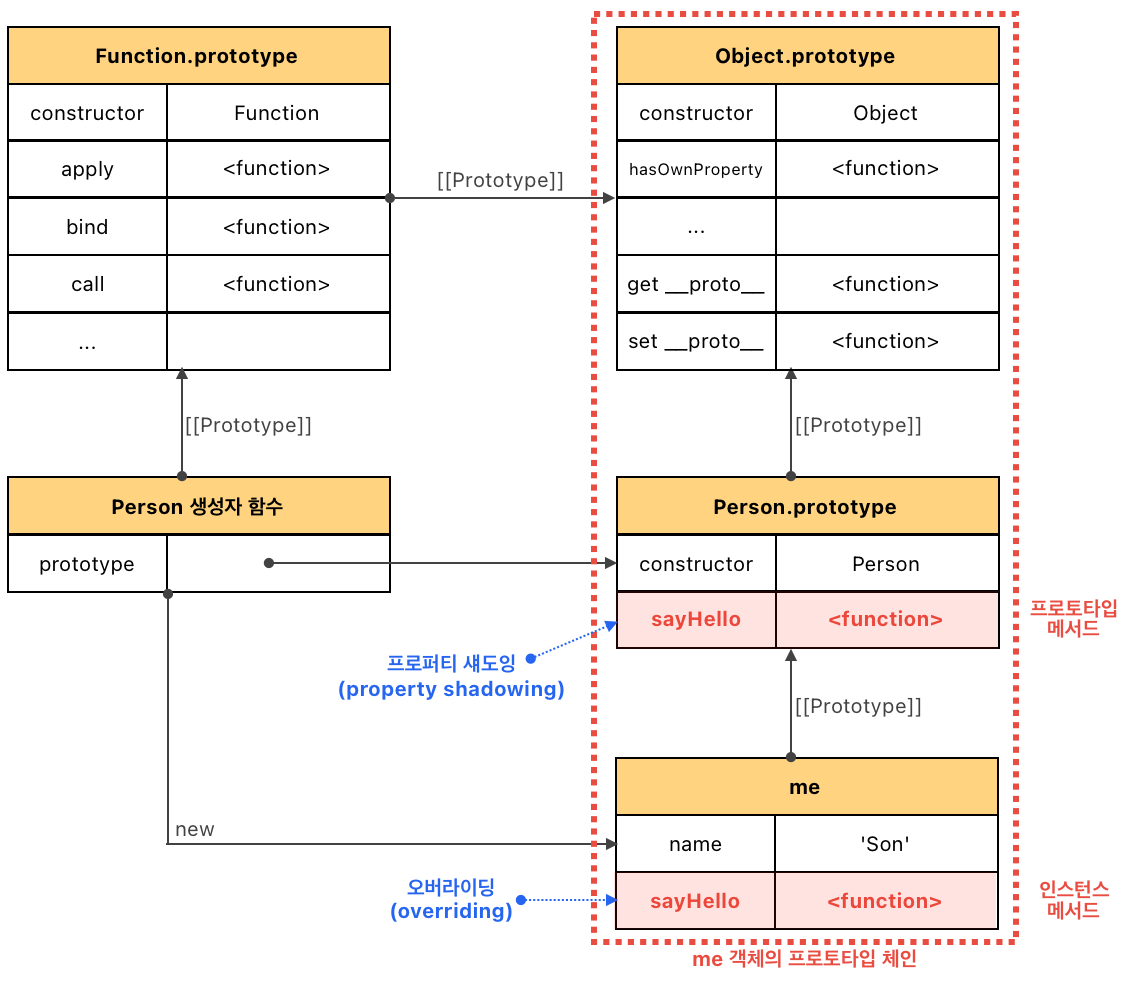 Function.prototype
constructor Function
apply <function>
bind <function>
call <function>
...
[[Prototype]]
Object.prototype
constructor Object
hasOwnProperty <function>
...
get __proto__ <function>
set __proto__ <function>
[[Prototype]]
[[Prototype]]
Person 생성자 함수
prototype
Person.prototype
constructor Person
sayHello <function>
프로토타입
메서드
프로퍼티 섀도잉
(property shadowing)
[[Prototype]]
new
me
name 'Son'
sayHello <function>
오버라이딩
(overriding)
인스턴스
메서드
me 객체의 프로토타입 체인